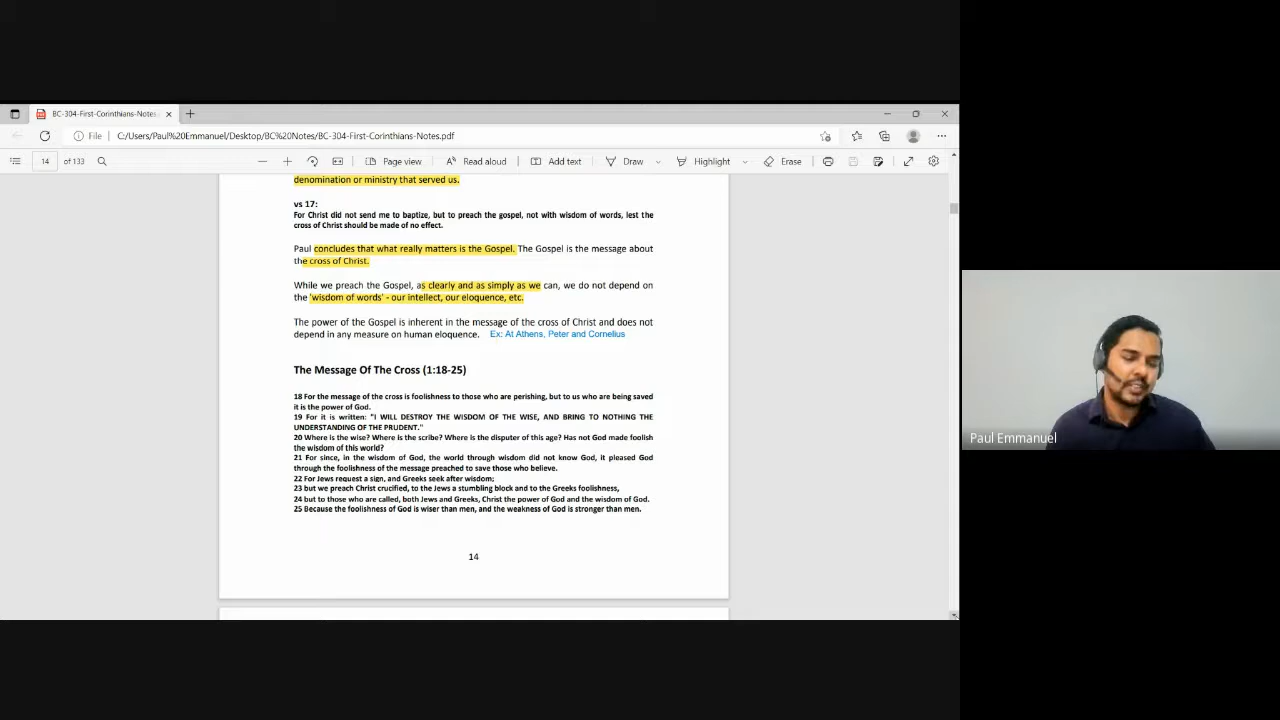 BC-304-First-Corinthians-Notes
File
C:/Users/Paul%20Emmanuel/Desktop/BC%20Notes/BC-304-First-Corinthians-Notes.pdf
14 of 133
Page view
Read aloud
Add text
Draw
Highlight
Erase
denomination or ministry that served us.
vs 17:
For Christ did not send me to baptize, but to preach the gospel, not with wisdom of words, lest the
cross of Christ should be made of no effect.
Paul concludes that what really matters is the Gospel. The Gospel is the message about
the cross of Christ.
While we preach the Gospel, as clearly and as simply as we can, we do not depend on
the 'wisdom of words' - our intellect, our eloquence, etc.
The power of the Gospel is inherent in the message of the cross of Christ and does not
depend in any measure on human eloquence. Ex: At Athens, Peter and Cornelius
The Message Of The Cross (1:18-25)
18 For the message of the cross is foolishness to those who are perishing, but to us who are being saved
it is the power of God.
19 For it is written: "I WILL DESTROY THE WISDOM OF THE WISE, AND BRING TO NOTHING THE
UNDERSTANDING OF THE PRUDENT."
20 Where is the wise? Where is the scribe? Where is the disputer of this age? Has not God made foolish
the wisdom of this world?
21 For since, in the wisdom of God, the world through wisdom did not know God, it pleased God
through the foolishness of the message preached to save those who believe.
22 For Jews request a sign, and Greeks seek after wisdom;
23 but we preach Christ crucified, to the Jews a stumbling block and to the Greeks foolishness,
24 but to those who are called, both Jews and Greeks, Christ the power of God and the wisdom of God.
25 Because the foolishness of God is wiser than men, and the weakness of God is stronger than men.
14
Paul Emmanuel